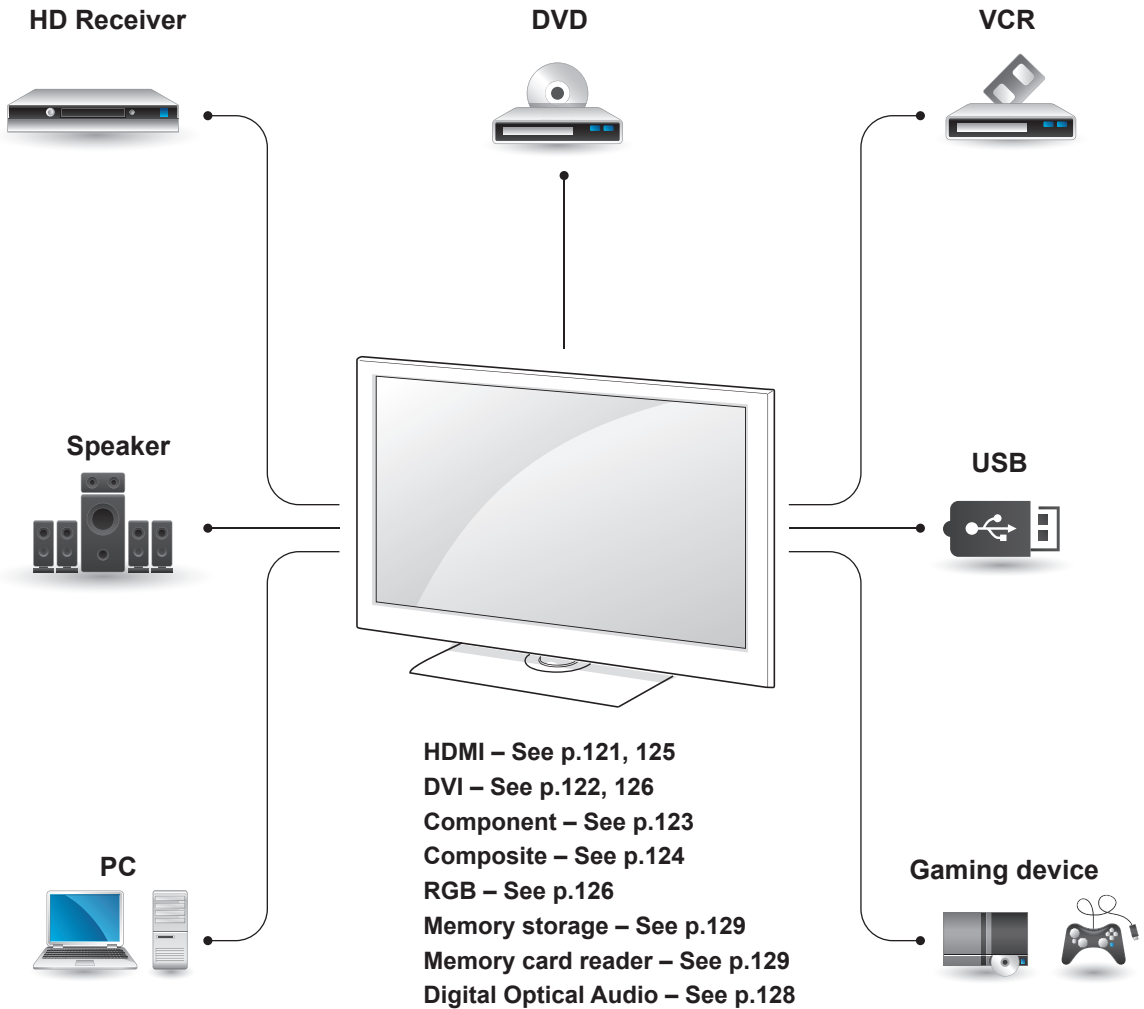 HD Receiver
DVD
VCR
Speaker
USB
HDMI – See p.121, 125
DVI – See p.122, 126
Component – See p.123
Composite – See p.124
RGB – See p.126
Memory storage – See p.129
Memory card reader – See p.129
Digital Optical Audio – See p.128
PC
Gaming device